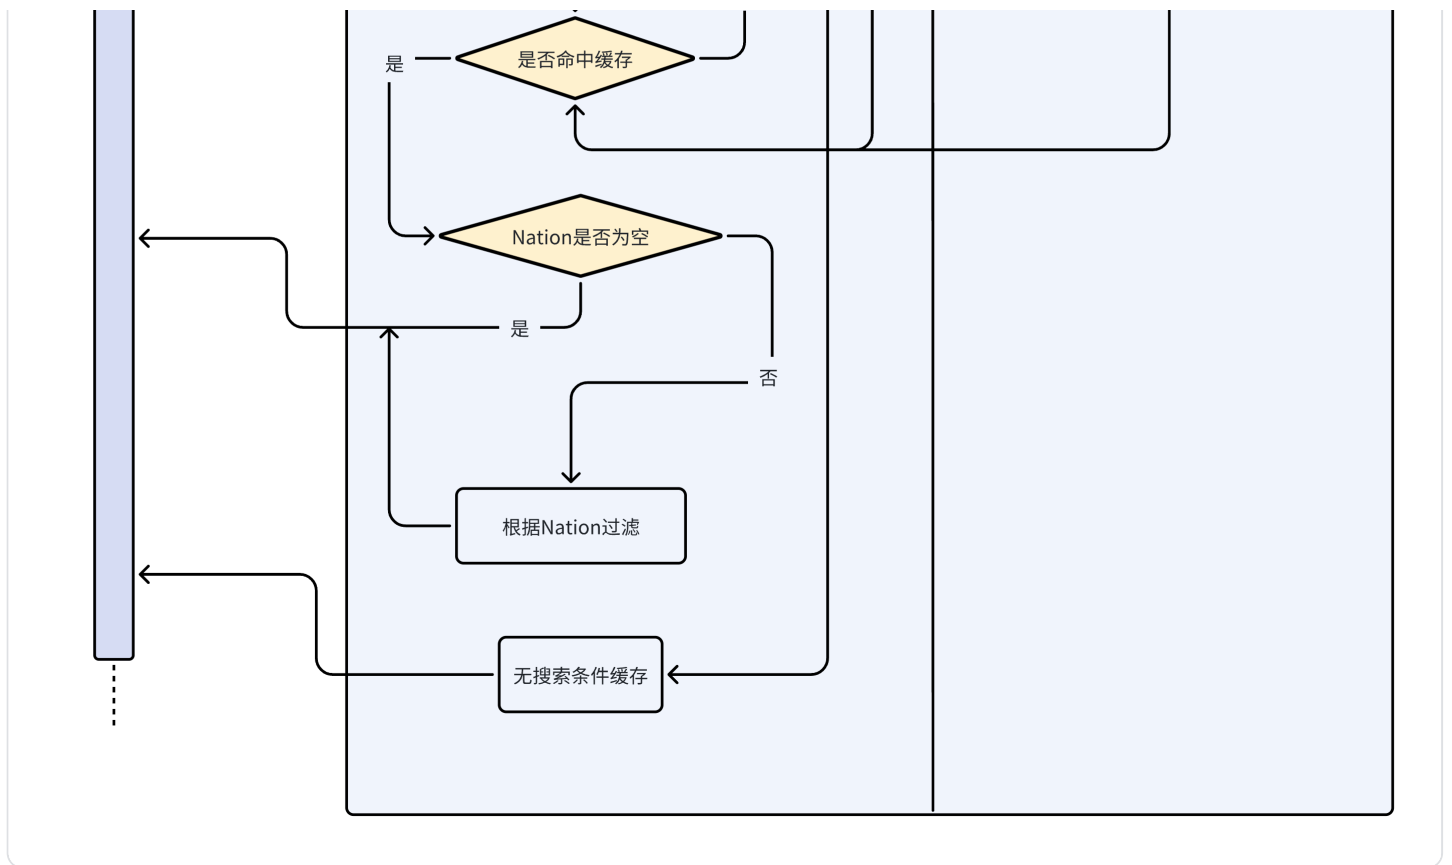 是否命中缓存
是
Nation是否为空
是
否
根据Nation过滤
无搜索条件缓存